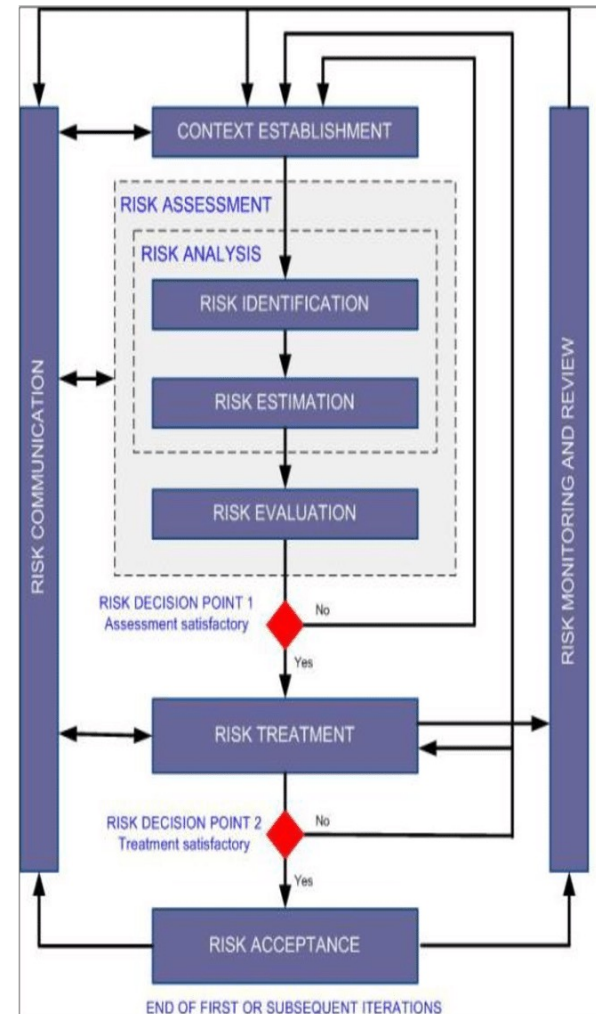 CONTEXT ESTABLISHMENT
RISK ASSESSMENT
RISK ANALYSIS
RISK IDENTIFICATION
RISK ESTIMATION
RISK EVALUATION
RISK COMMUNICATION
RISK MONITORING AND REVIEW
RISK DECISION POINT 1
Assessment satisfactory
No
Yes
RISK TREATMENT
RISK DECISION POINT 2
Treatment satisfactory
No
Yes
RISK ACCEPTANCE
END OF FIRST OR SUBSEQUENT ITERATIONS